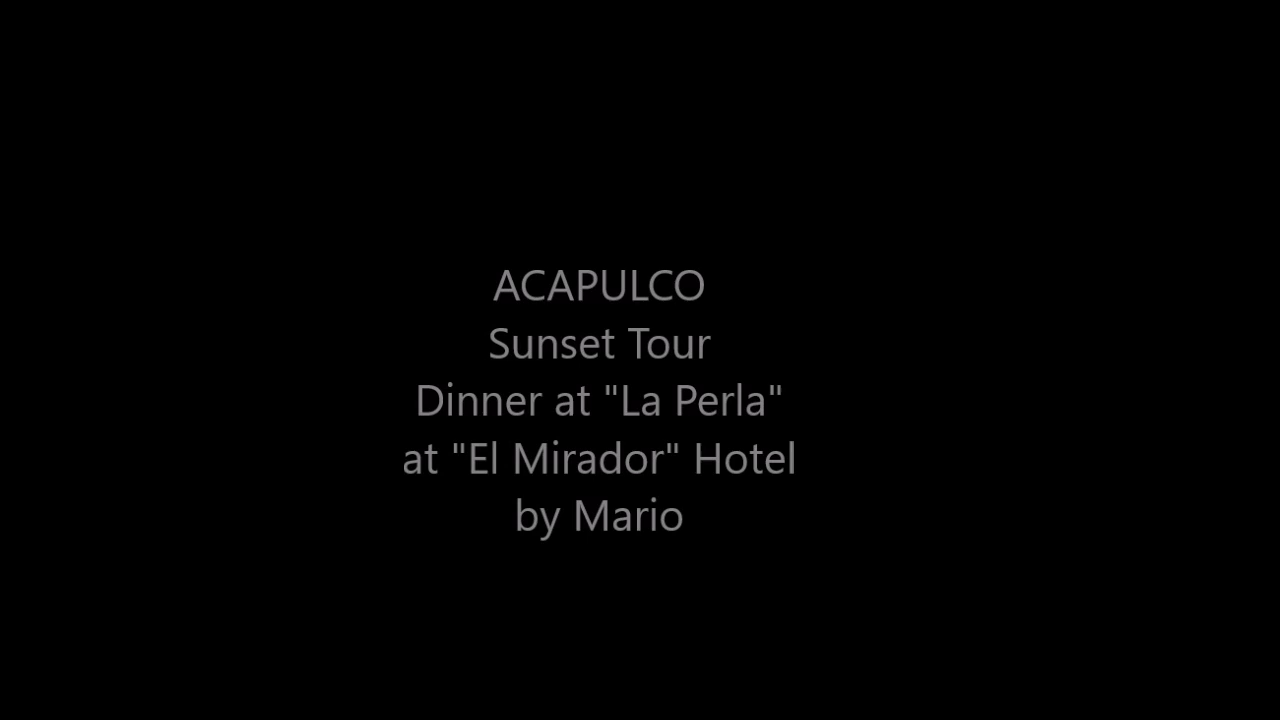 ACAPULCO
Sunset Tour
Dinner at "La Perla"
at "El Mirador" Hotel
by Mario